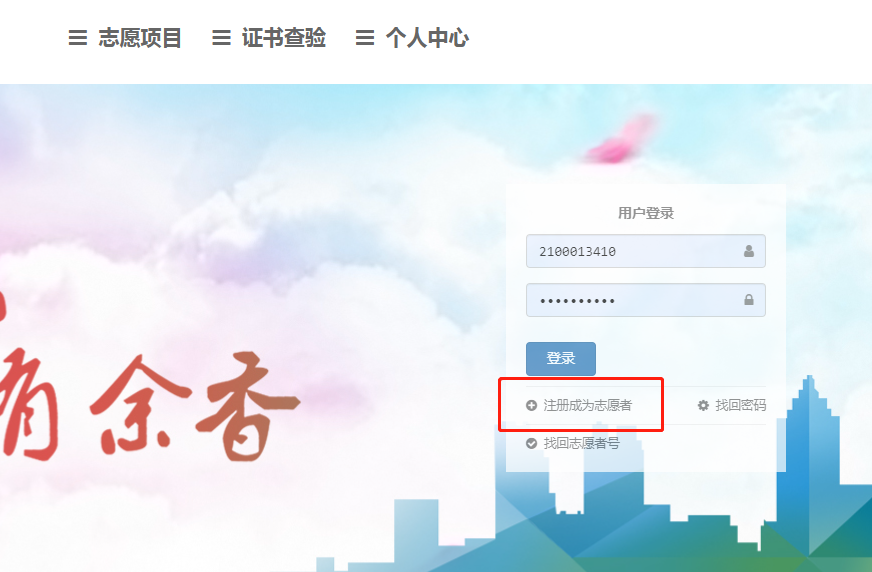 志愿项目 证书查验 个人中心
用户登录
2100013410
••••••••••
登录
注册成为志愿者 找回密码
找回志愿者号
有余香